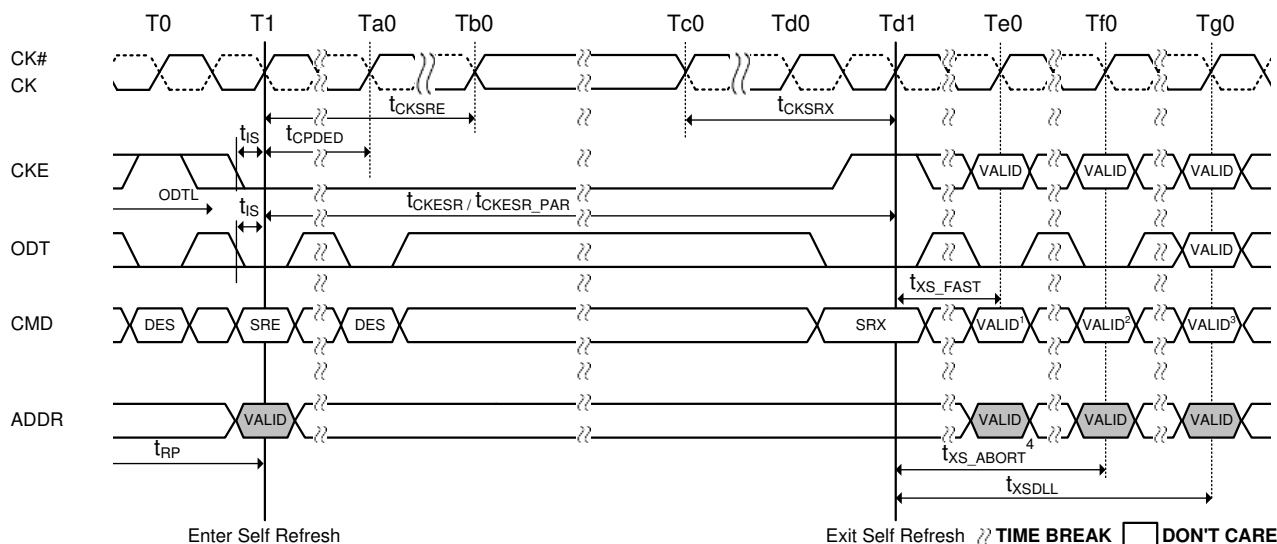 T0 T1 Ta0 Tb0 Tc0 Td0 Td1 Te0 Tf0 Tg0
CK#
CK
tCKSRE tCKSRX
tIS tCPDED
CKE VALID VALID VALID
ODTL
tIS tCKESR / tCKESR_PAR
ODT VALID
tXS_FAST
CMD DES SRE DES SRX VALID1 VALID2 VALID3
ADDR VALID VALID VALID VALID
tRP tXS_ABORT4
tXSDLL
Enter Self Refresh Exit Self Refresh TIME BREAK DON'T CARE